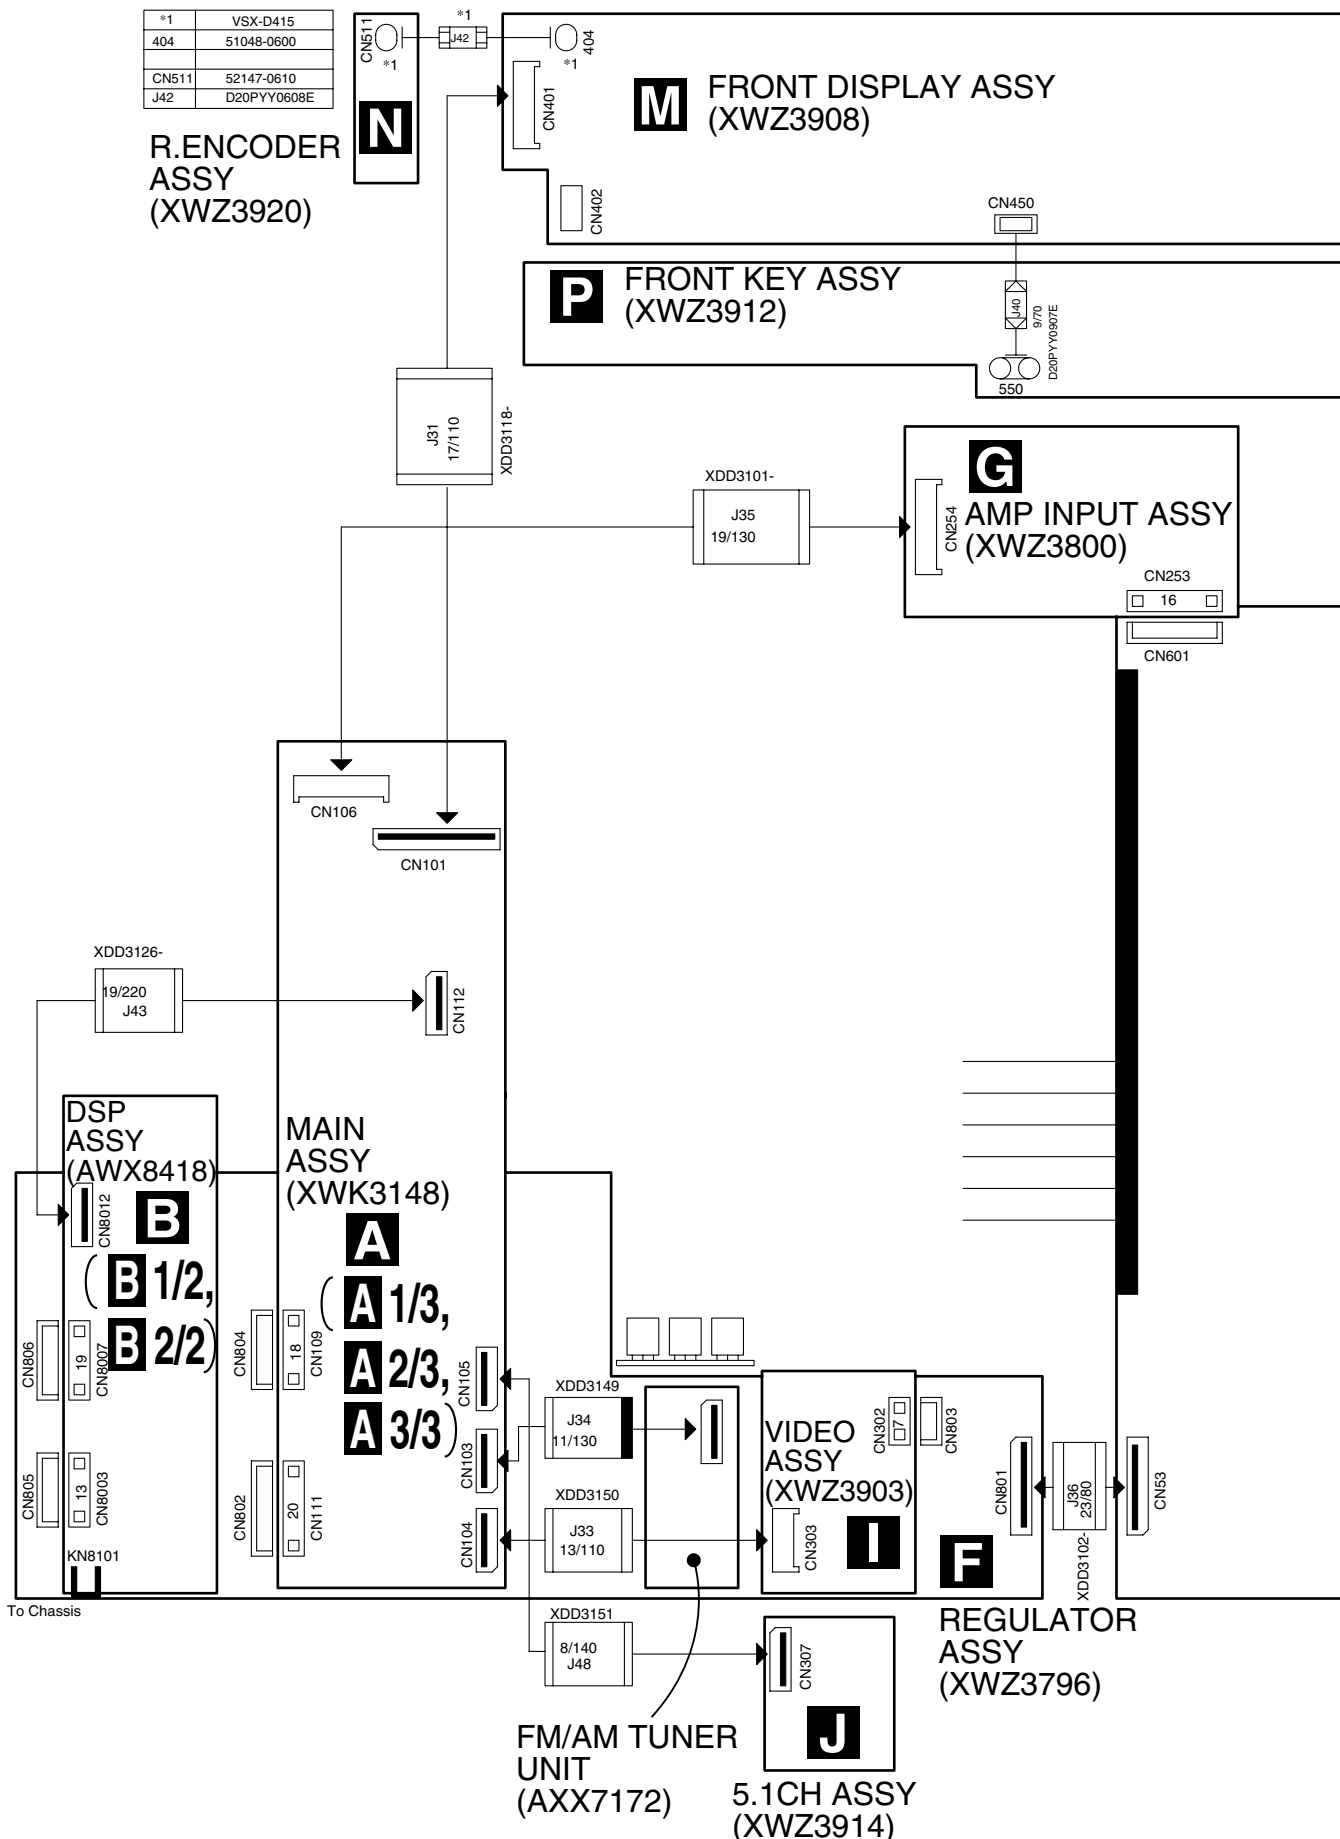 *1 VSX-D415
404 51048-0600
CN511 52147-0610
J42 D20PYY0608E
CN511
*1
*1
J42
*1
404
N
R.ENCODER
ASSY
(XWZ3920)
CN401
M
FRONT DISPLAY ASSY
(XWZ3908)
CN402
CN450
P
FRONT KEY ASSY
(XWZ3912)
J40
9/70
D20PYY0907E
550
J31
17/110
XDD3118-
XDD3101-
J35
19/130
G
CN254
AMP INPUT ASSY
(XWZ3800)
CN253
16
CN601
CN106
CN101
XDD3126-
19/220
J43
CN112
DSP
ASSY
(AWX8418)
CN8012
B
(B 1/2,
B 2/2)
MAIN
ASSY
(XWK3148)
A
(A 1/3,
A 2/3,
A 3/3)
CN806
19
CN8007
CN804
18
CN109
CN105
CN805
13
CN8003
CN802
20
CN111
CN103
CN104
KN8101
To Chassis
XDD3149
J34
11/130
XDD3150
J33
13/110
XDD3151
8/140
J48
VIDEO
ASSY
(XWZ3903)
CN302
7
CN803
CN303
I
CN801
F
J36
23/80
XDD3102-
CN53
REGULATOR
ASSY
(XWZ3796)
CN307
J
FM/AM TUNER
UNIT
(AXX7172)
5.1CH ASSY
(XWZ3914)